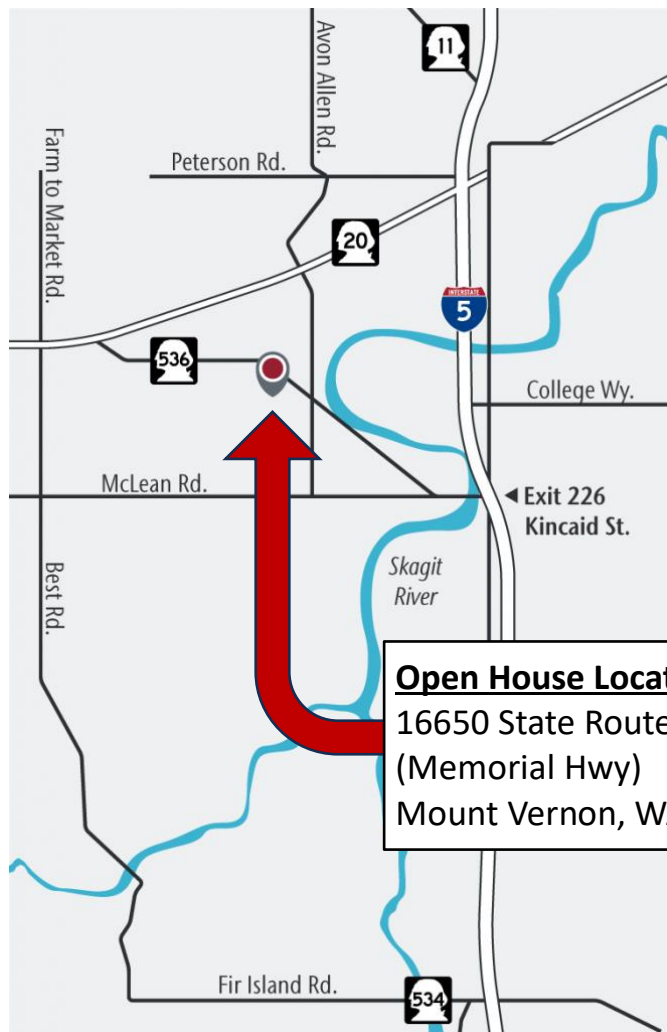 11
Avon Allen Rd.
Farm to Market Rd.
Peterson Rd.
20
INTERSTATE
5
536
College Wy.
McLean Rd.
Exit 226
Kincaid St.
Best Rd.
Skagit
River
Open House
16650 State Route
(Memorial Hwy)
Mount Vernon,
Fir Island Rd.
534